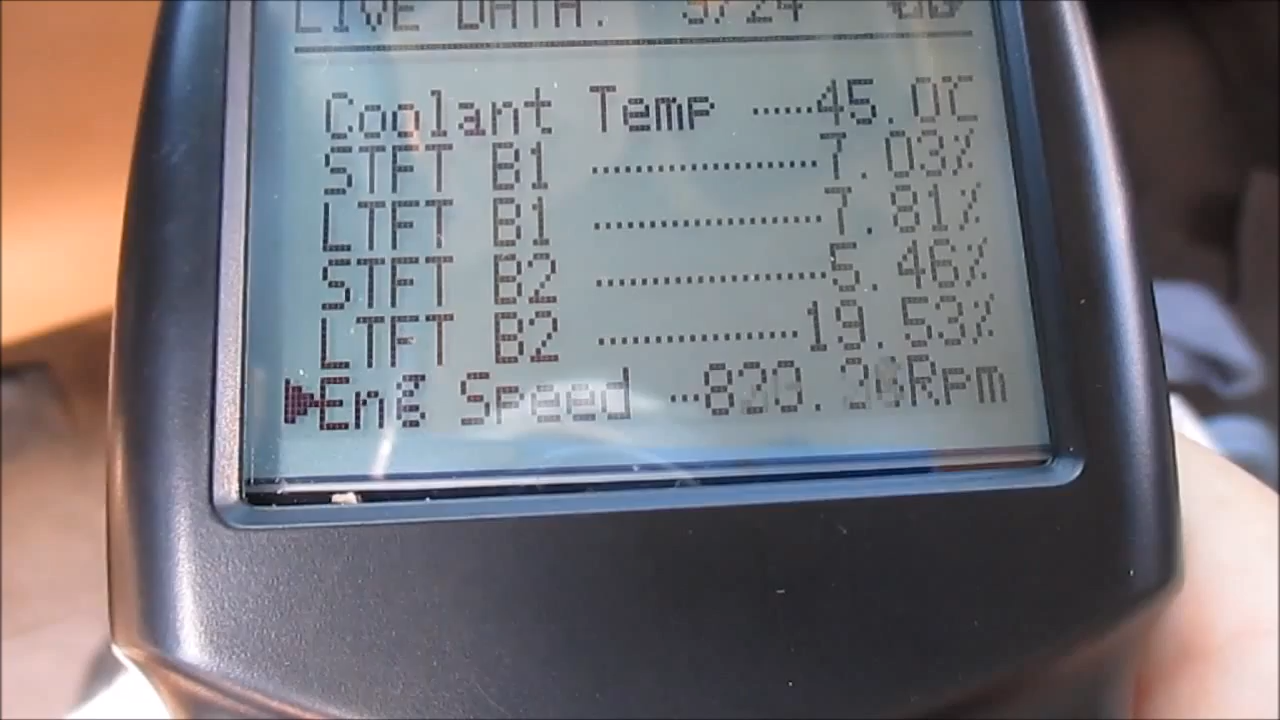 LIVE DATA:
Coolant Temp .....45.0C
STFT B1 ................7.03%
LTFT B1 ................7.81%
STFT B2 ................5.46%
LTFT B2 ..............19.53%
Eng Speed ...820. Rpm